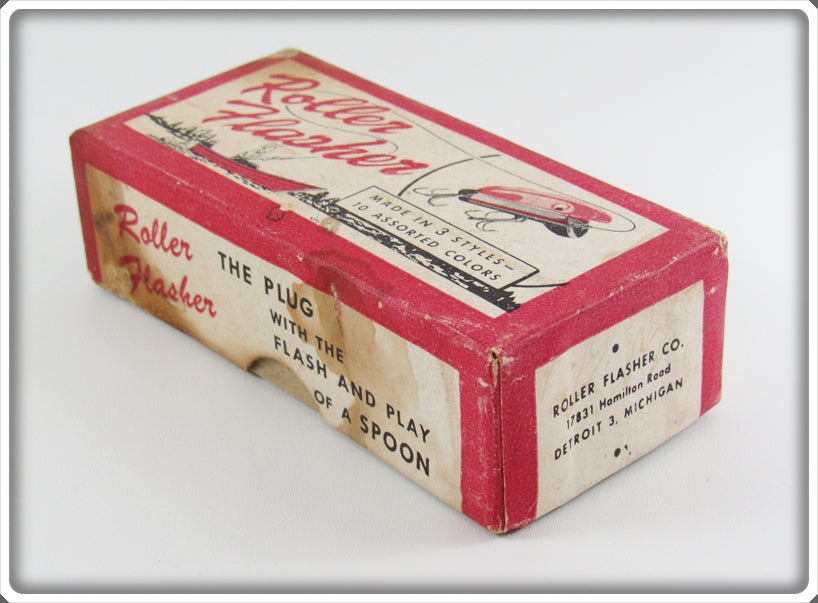 Roller
Flasher
MADE IN 3 STYLES-
10 ASSORTED COLORS
Roller
Flasher
THE PLUG
WITH THE
FLASH AND PLAY
OF A SPOON
ROLLER FLASHER CO.
17831 Hamilton Road
DETROIT 3, MICHIGAN